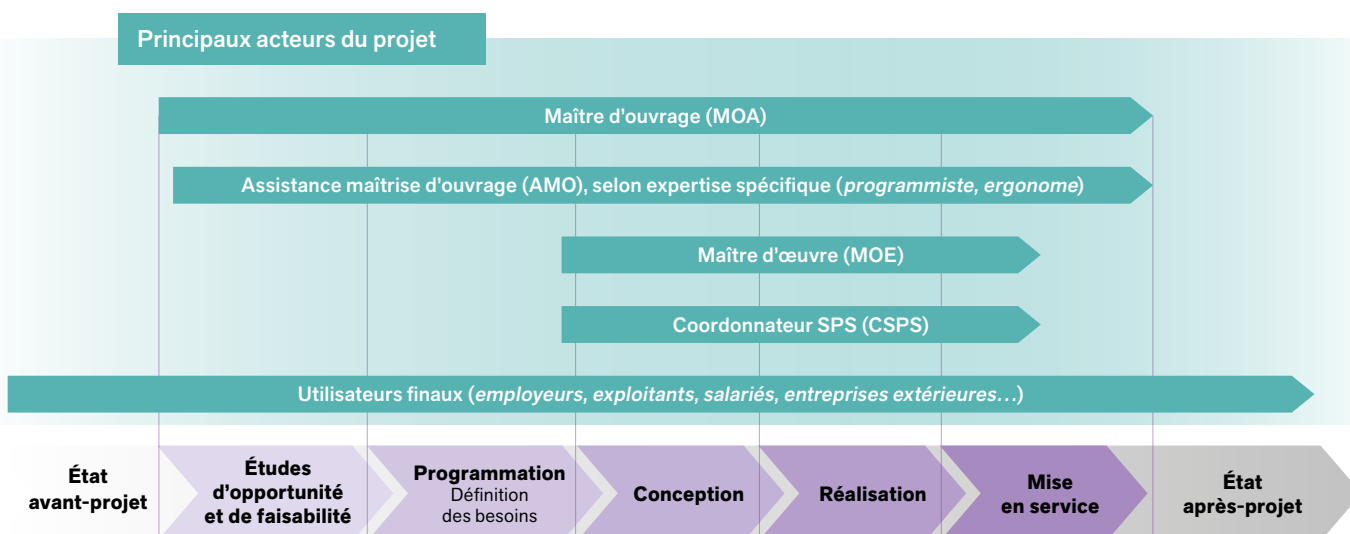 Principaux acteurs du projet
Maître d'ouvrage (MOA)
Assistance maîtrise d'ouvrage (AMO), selon expertise spécifique (programmiste, ergonome)
Maître d'œuvre (MOE)
Coordonnateur SPS (CSPS)
Utilisateurs finaux (employeurs, exploitants, salariés, entreprises extérieures…)
État
avant-projet
Études
d'opportunité
et de faisabilité
Programmation
Définition
des besoins
Conception
Réalisation
Mise
en service
État
après-projet